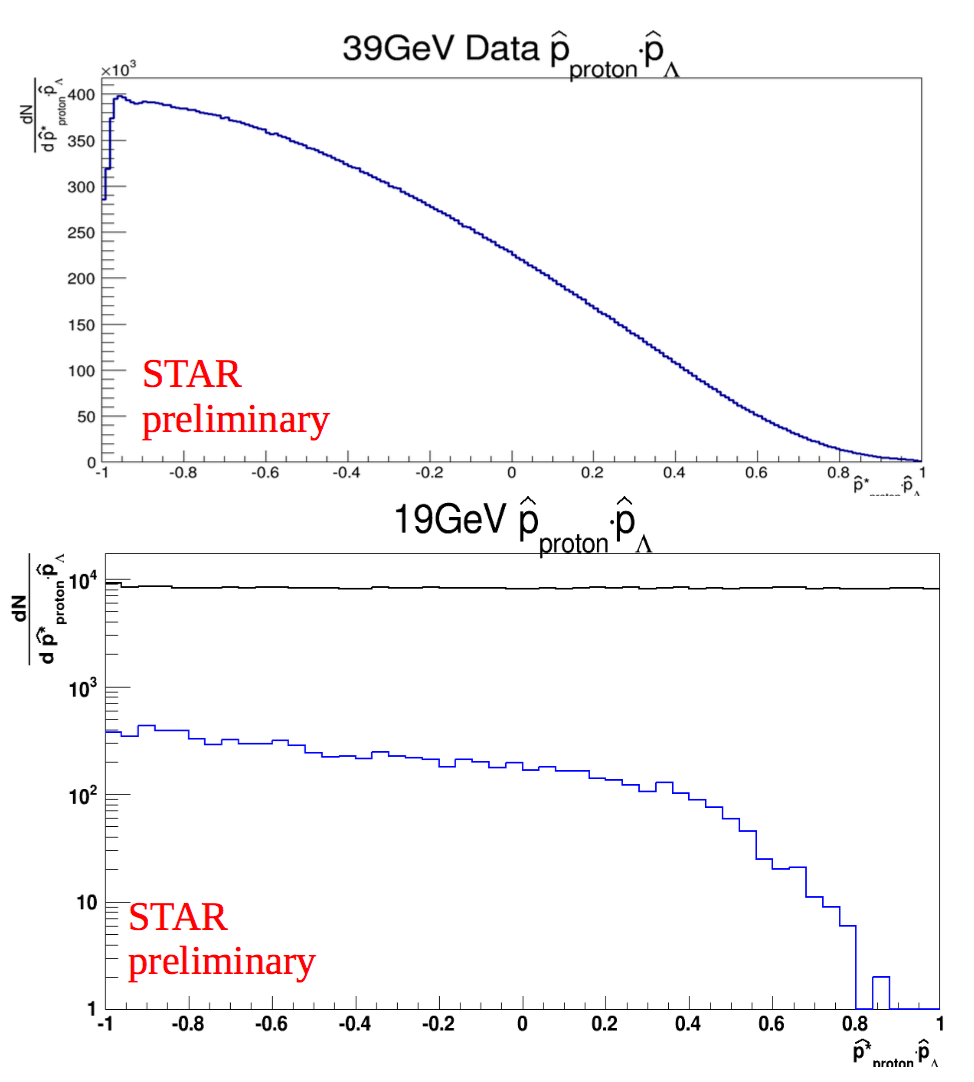 39GeV Data p̂proton·p̂Λ
×10³
dN
d p̂*proton·p̂Λ
400
350
300
250
200
150
100
50
0
STAR
preliminary
-1 -0.8 -0.6 -0.4 -0.2 0 0.2 0.4 0.6 0.8 1
p̂*proton·p̂Λ
19GeV p̂proton·p̂Λ
dN
d p̂*proton·p̂Λ
10⁴
10³
10²
10
1
STAR
preliminary
-1 -0.8 -0.6 -0.4 -0.2 0 0.2 0.4 0.6 0.8 1
p̂*proton·p̂Λ